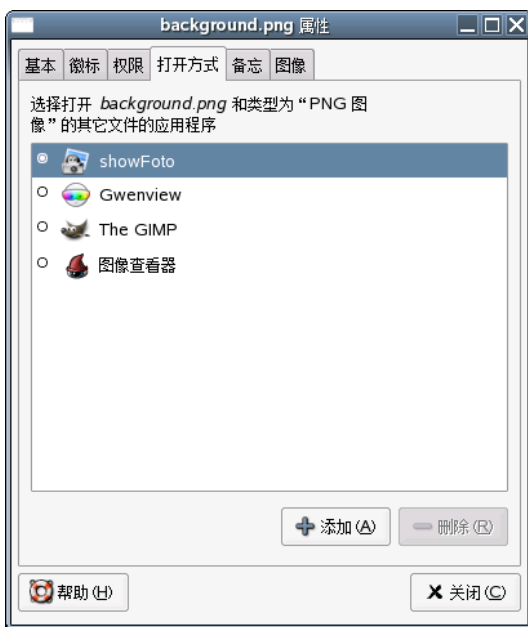 background.png 属性
基本 徽标 权限 打开方式 备忘 图像
选择打开 background.png 和类型为“PNG 图
像”的其它文件的应用程序
showFoto
Gwenview
The GIMP
图像查看器
添加(A) 删除(R)
帮助(H) 关闭(C)